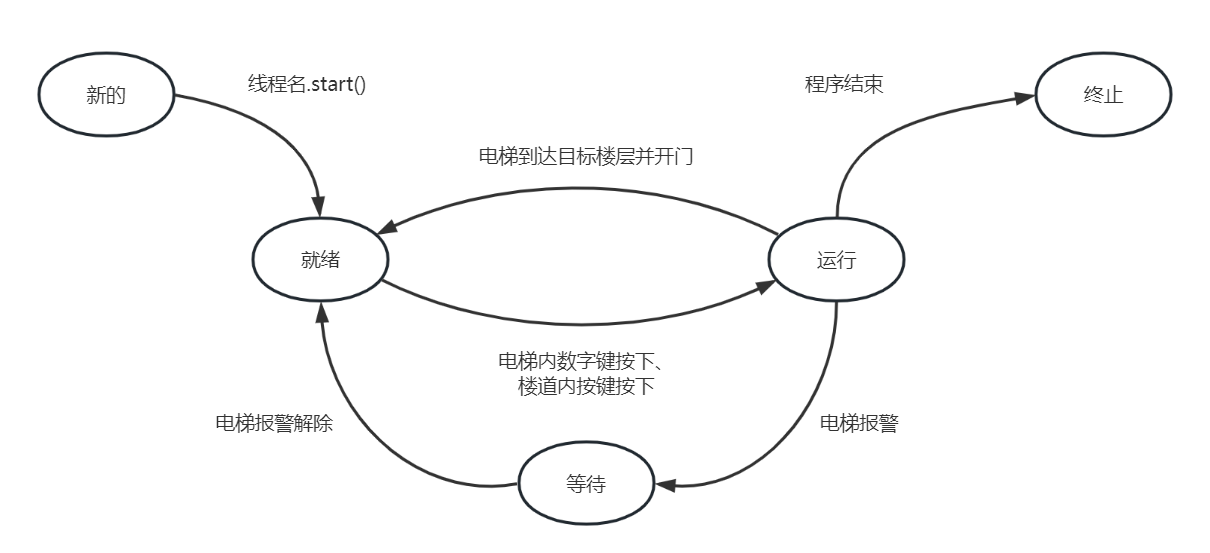 新的
线程名.start()
程序结束
终止
电梯到达目标楼层并开门
就绪
运行
电梯内数字键按下、
楼道内按键按下
电梯报警解除
电梯报警
等待